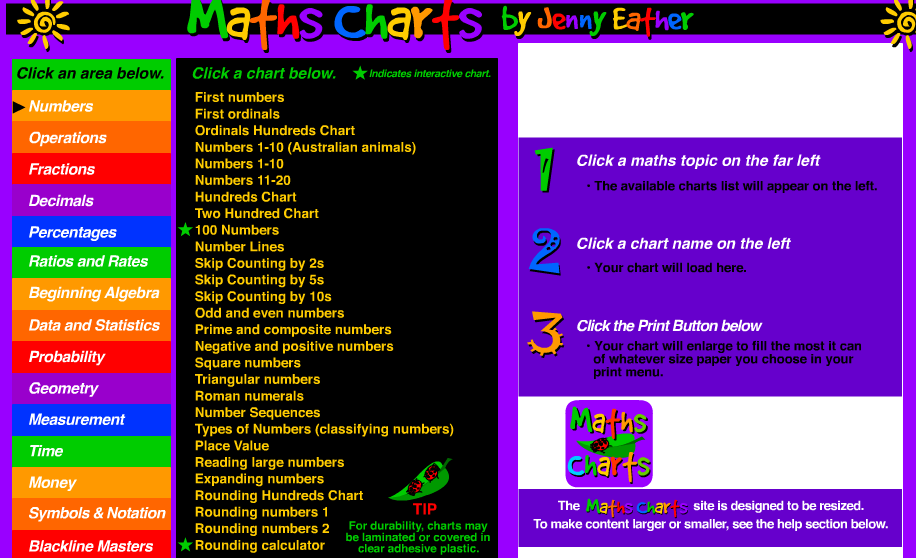 Maths Charts by Jenny Eather
Click an area below.
Numbers
Operations
Fractions
Decimals
Percentages
Ratios and Rates
Beginning Algebra
Data and Statistics
Probability
Geometry
Measurement
Time
Money
Symbols & Notation
Blackline Masters
Click a chart below.
Indicates interactive chart.
First numbers
First ordinals
Ordinals Hundreds Chart
Numbers 1-10 (Australian animals)
Numbers 1-10
Numbers 11-20
Hundreds Chart
Two Hundred Chart
100 Numbers
Number Lines
Skip Counting by 2s
Skip Counting by 5s
Skip Counting by 10s
Odd and even numbers
Prime and composite numbers
Negative and positive numbers
Square numbers
Triangular numbers
Roman numerals
Number Sequences
Types of Numbers (classifying numbers)
Place Value
Reading large numbers
Expanding numbers
Rounding Hundreds Chart
Rounding numbers 1
Rounding numbers 2
Rounding calculator
TIP
For durability, charts may
be laminated or covered in
clear adhesive plastic.
1 Click a maths topic on the far left
· The available charts list will appear on the left.
2 Click a chart name on the left
· Your chart will load here.
3 Click the Print Button below
· Your chart will enlarge to fill the most it can
of whatever size paper you choose in your
print menu.
Maths
Charts
The Maths Charts site is designed to be resized.
To make content larger or smaller, see the help section below.